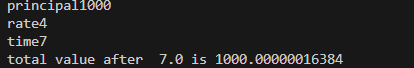 principal1000
rate4
time7
total value after  7.0 is 1000.00000016384